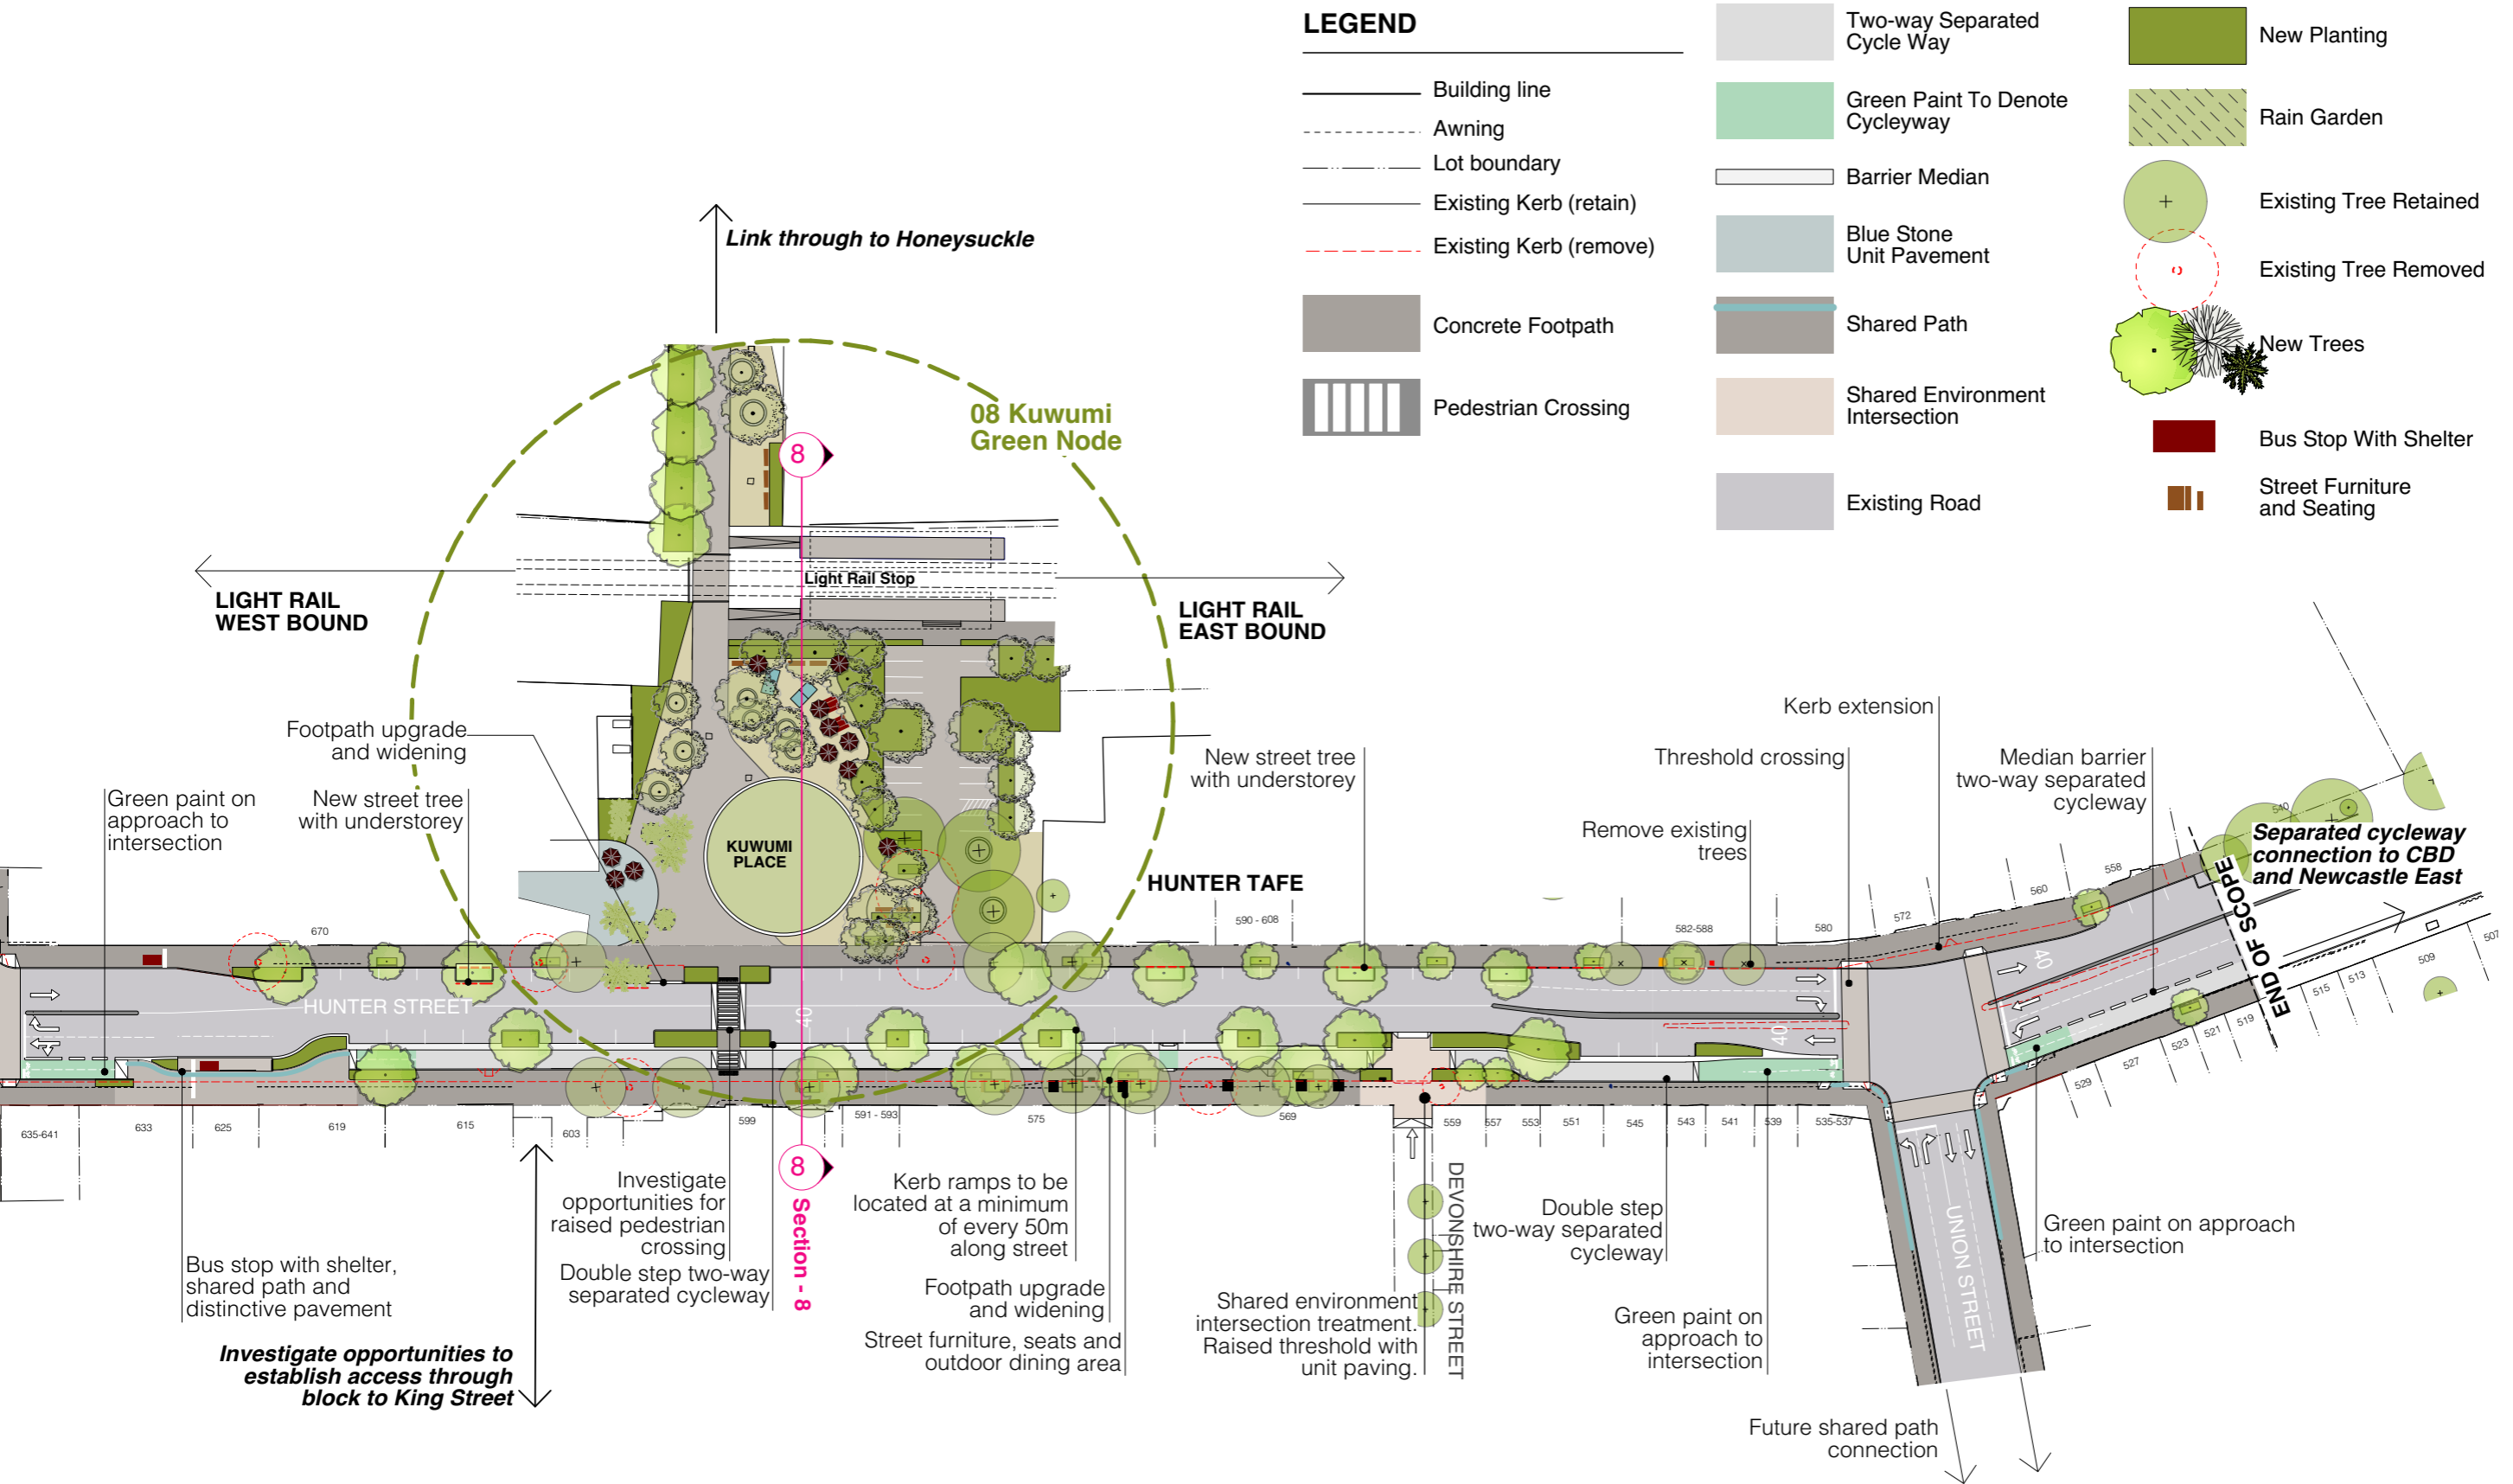 LEGEND
Building line
Awning
Lot boundary
Existing Kerb (retain)
Existing Kerb (remove)
Concrete Footpath
Pedestrian Crossing
Two-way Separated
Cycle Way
Green Paint To Denote
Cycleyway
Barrier Median
Blue Stone
Unit Pavement
Shared Path
Shared Environment
Intersection
Existing Road
New Planting
Rain Garden
Existing Tree Retained
Existing Tree Removed
New Trees
Bus Stop With Shelter
Street Furniture
and Seating
Link through to Honeysuckle
08 Kuwumi
Green Node
8
Light Rail Stop
LIGHT RAIL
WEST BOUND
LIGHT RAIL
EAST BOUND
Footpath upgrade
and widening
Green paint on
approach to
intersection
New street tree
with understorey
KUWUMI
PLACE
HUNTER TAFE
New street tree
with understorey
Kerb extension
Threshold crossing
Remove existing
trees
Median barrier
two-way separated
cycleway
540
Separated cycleway
connection to CBD
and Newcastle East
END OF SCOPE
670
590 - 608
582-588
580
572
560
558
507
509
513
515
519
521
523
527
529
HUNTER STREET
40
40
40
635-641
633
625
619
615
603
599
591 - 593
575
569
559
557
553
551
545
543
541
539
535-537
8
Section - 8
Investigate
opportunities for
raised pedestrian
crossing
Double step two-way
separated cycleway
Kerb ramps to be
located at a minimum
of every 50m
along street
Footpath upgrade
and widening
Street furniture, seats and
outdoor dining area
Shared environment
intersection treatment.
Raised threshold with
unit paving.
DEVONSHIRE STREET
Double step
two-way separated
cycleway
Green paint on
approach to
intersection
UNION STREET
Green paint on approach
to intersection
Bus stop with shelter,
shared path and
distinctive pavement
Investigate opportunities to
establish access through
block to King Street
Future shared path
connection